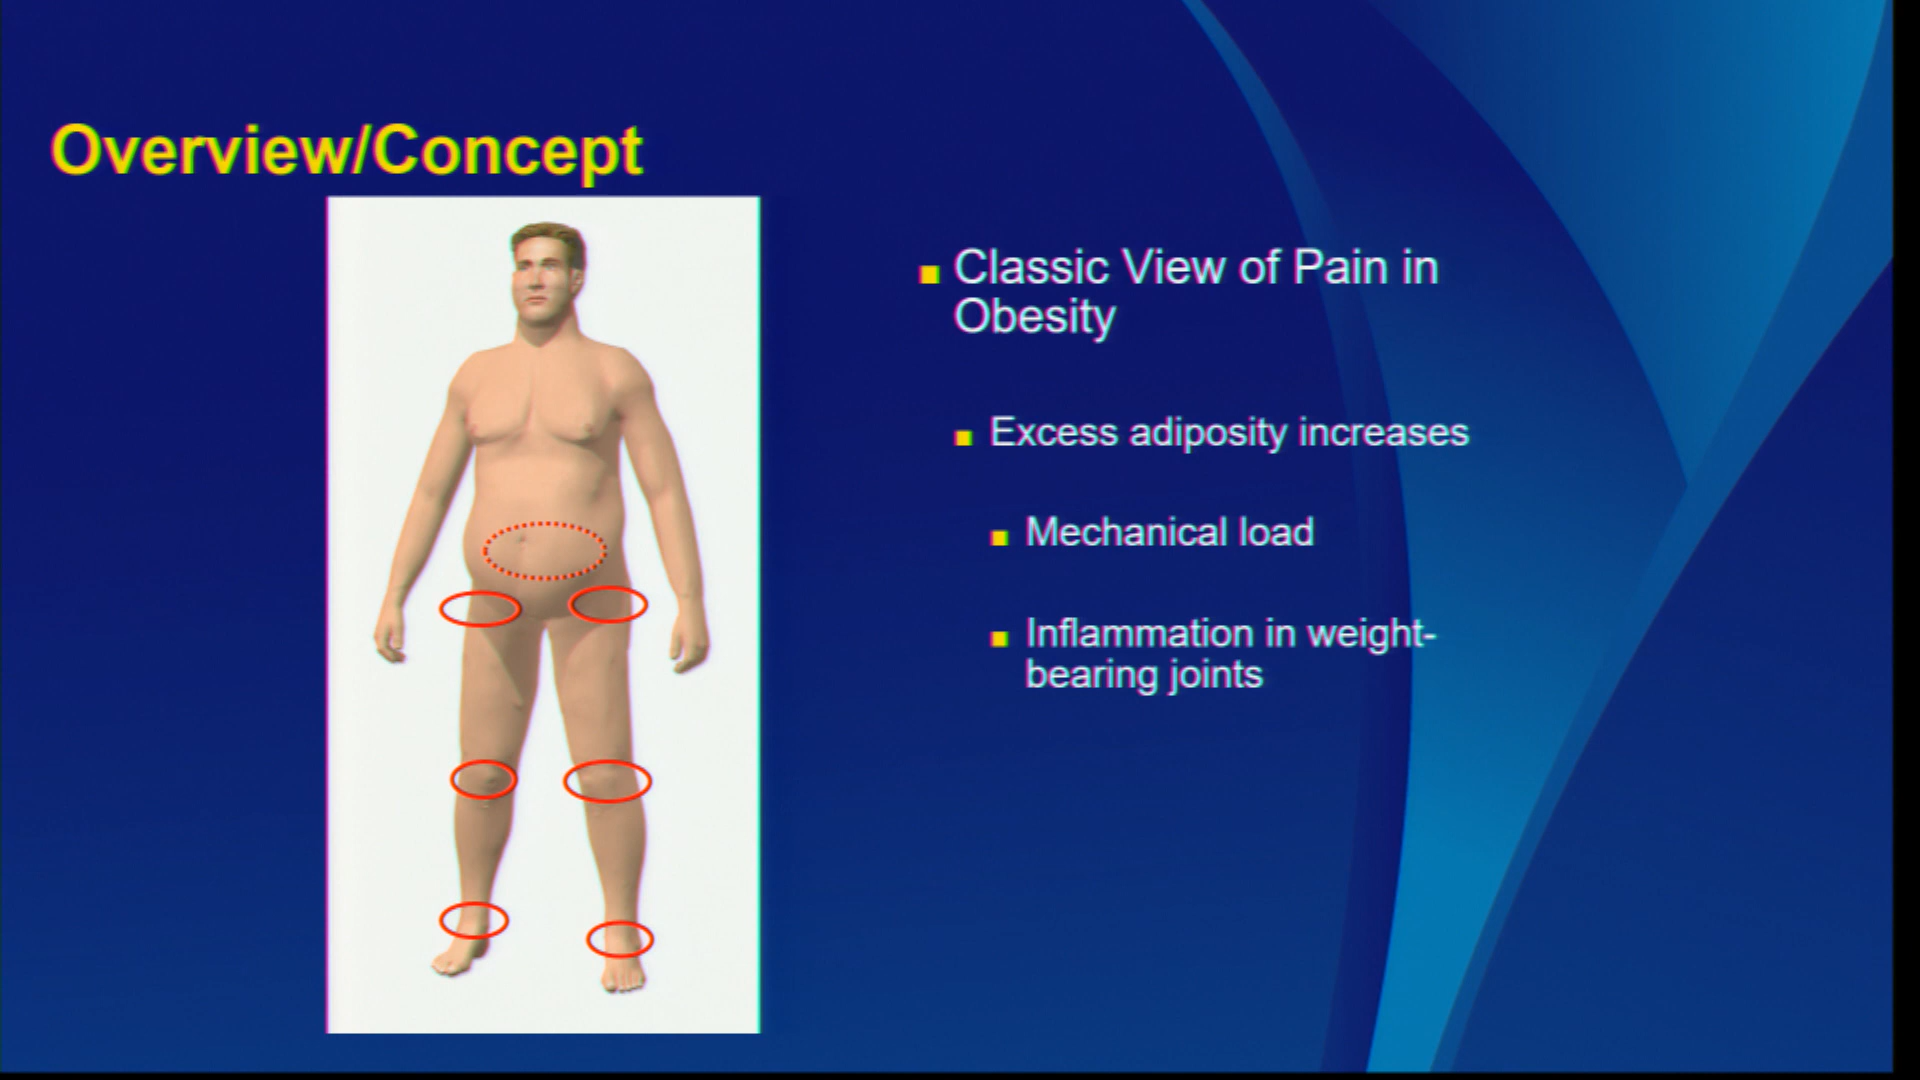 Overview/Concept
Classic View of Pain in
Obesity
Excess adiposity increases
Mechanical load
Inflammation in weight-
bearing joints